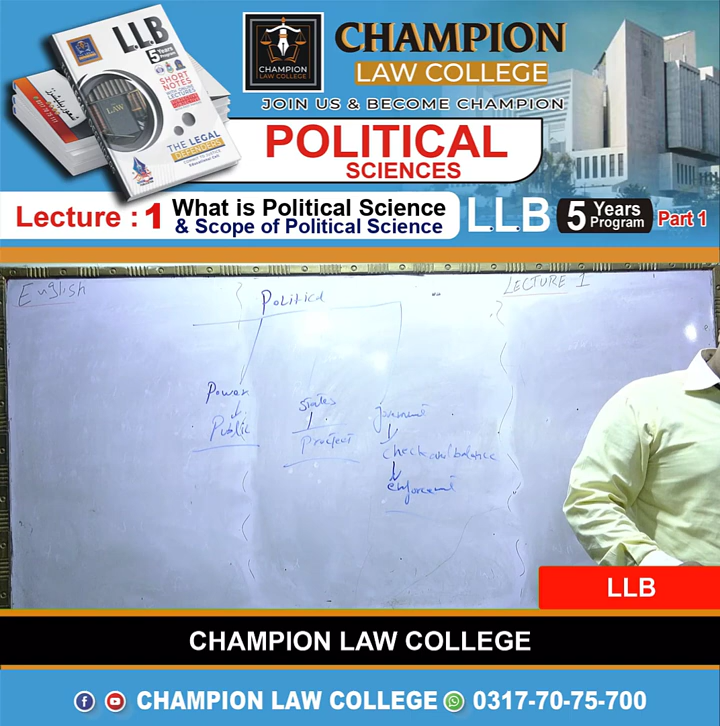 CHAMPION
LAW COLLEGE
JOIN US & BECOME CHAMPION
CHAMPION
LAW COLLEGE
L.L.B
5 Years
Program
SHORT
NOTES
LAW
THE LEGAL
DEFENDERS
POLITICAL
SCIENCES
Lecture : 1 What is Political Science
& Scope of Political Science
L.L.B 5 Years
Program Part 1
English
Political
LECTURE 1
Power
Public
States
Protect
government
check and balance
enforcement
LLB
CHAMPION LAW COLLEGE
CHAMPION LAW COLLEGE 0317-70-75-700